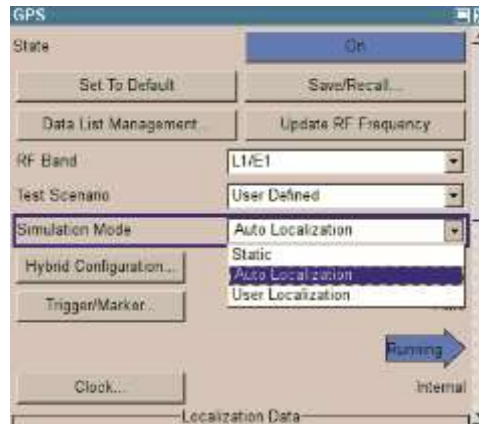 GPS
State On
Set To Default Save/Recall...
Data List Management... Update RF Frequency
RF Band L1/E1
Test Scenario User Defined
Simulation Mode Auto Localization
Static
Hybrid Configuration... Auto Localization
User Localization
Trigger/Marker...
Running
Clock... Internal
Localization Data